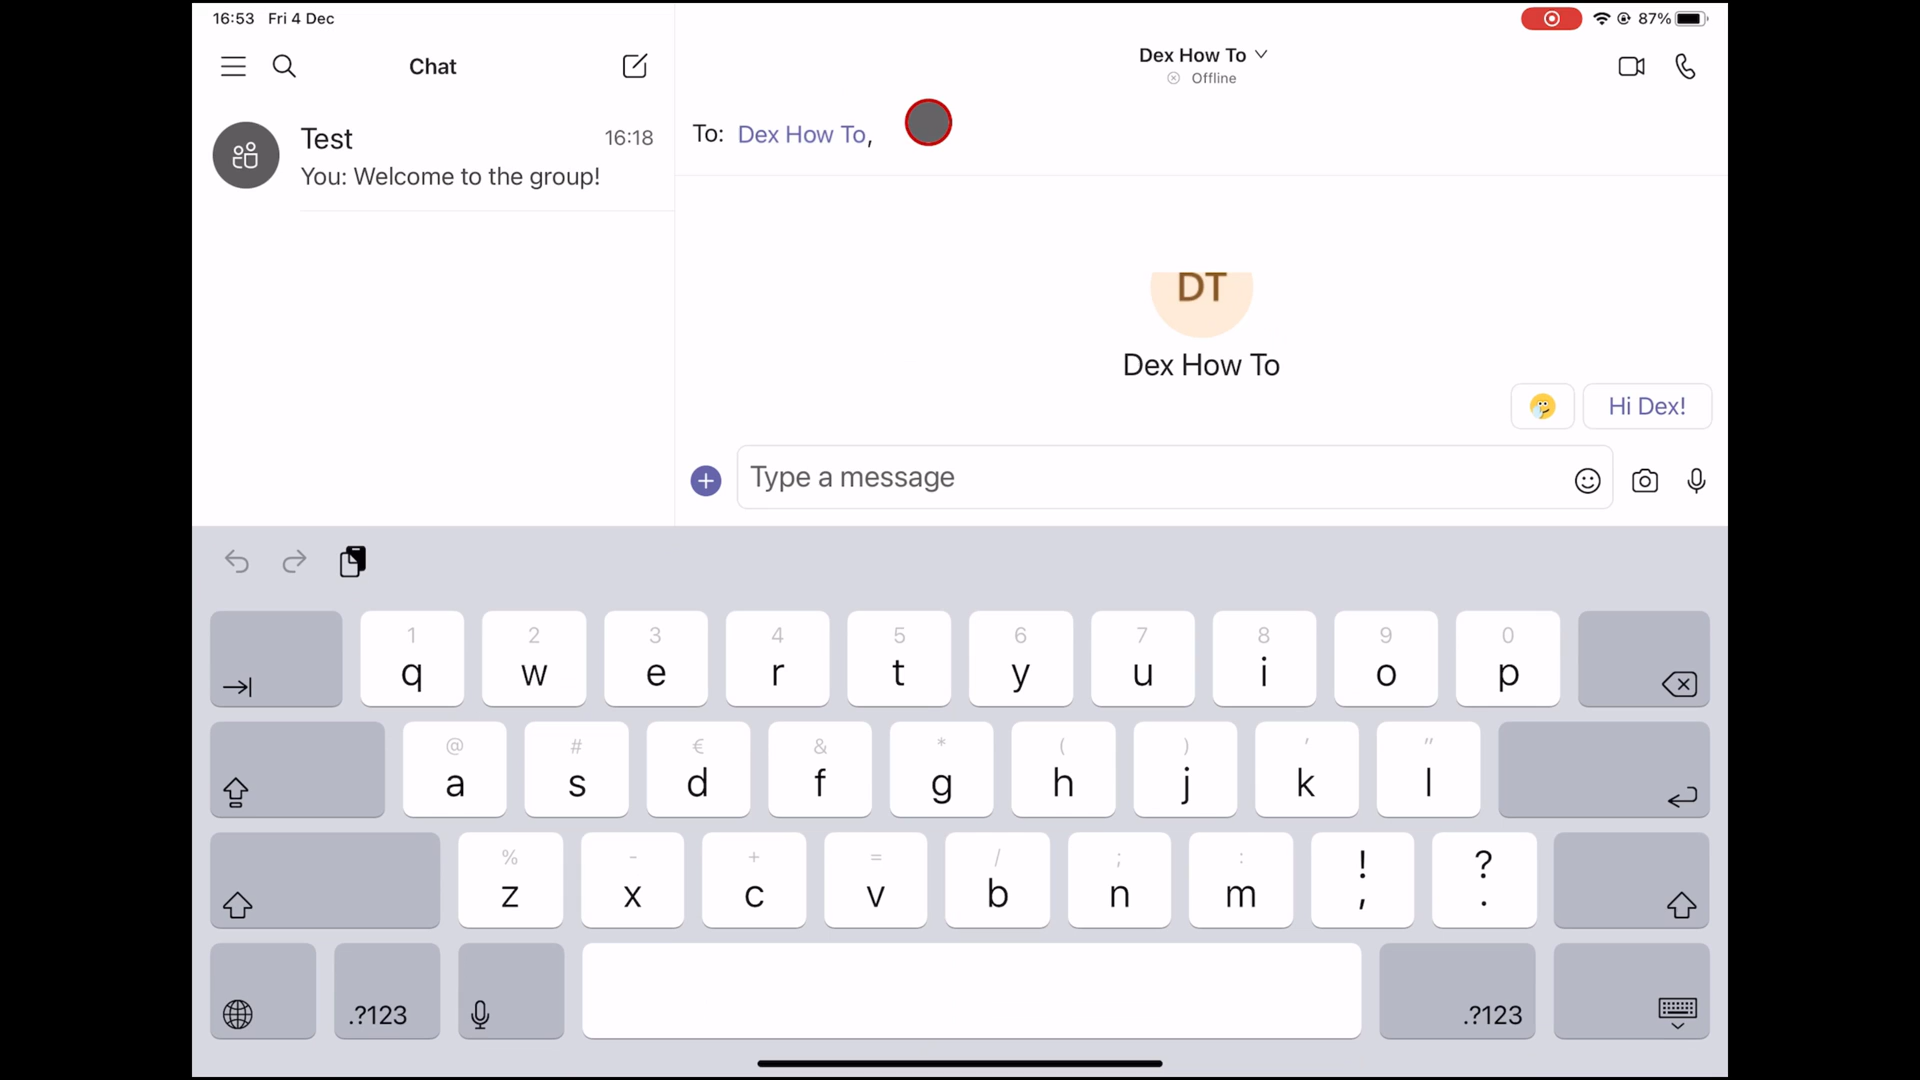 16:53 Fri 4 Dec
87%
Chat
Dex How To
Offline
Test 16:18
You: Welcome to the group!
To: Dex How To,
DT
Dex How To
Hi Dex!
Type a message
1 2 3 4 5 6 7 8 9 0
q w e r t y u i o p
@ # € & * ( ) ' "
a s d f g h j k l
% - + = / ; : ! ?
z x c v b n m , .
.?123 .?123